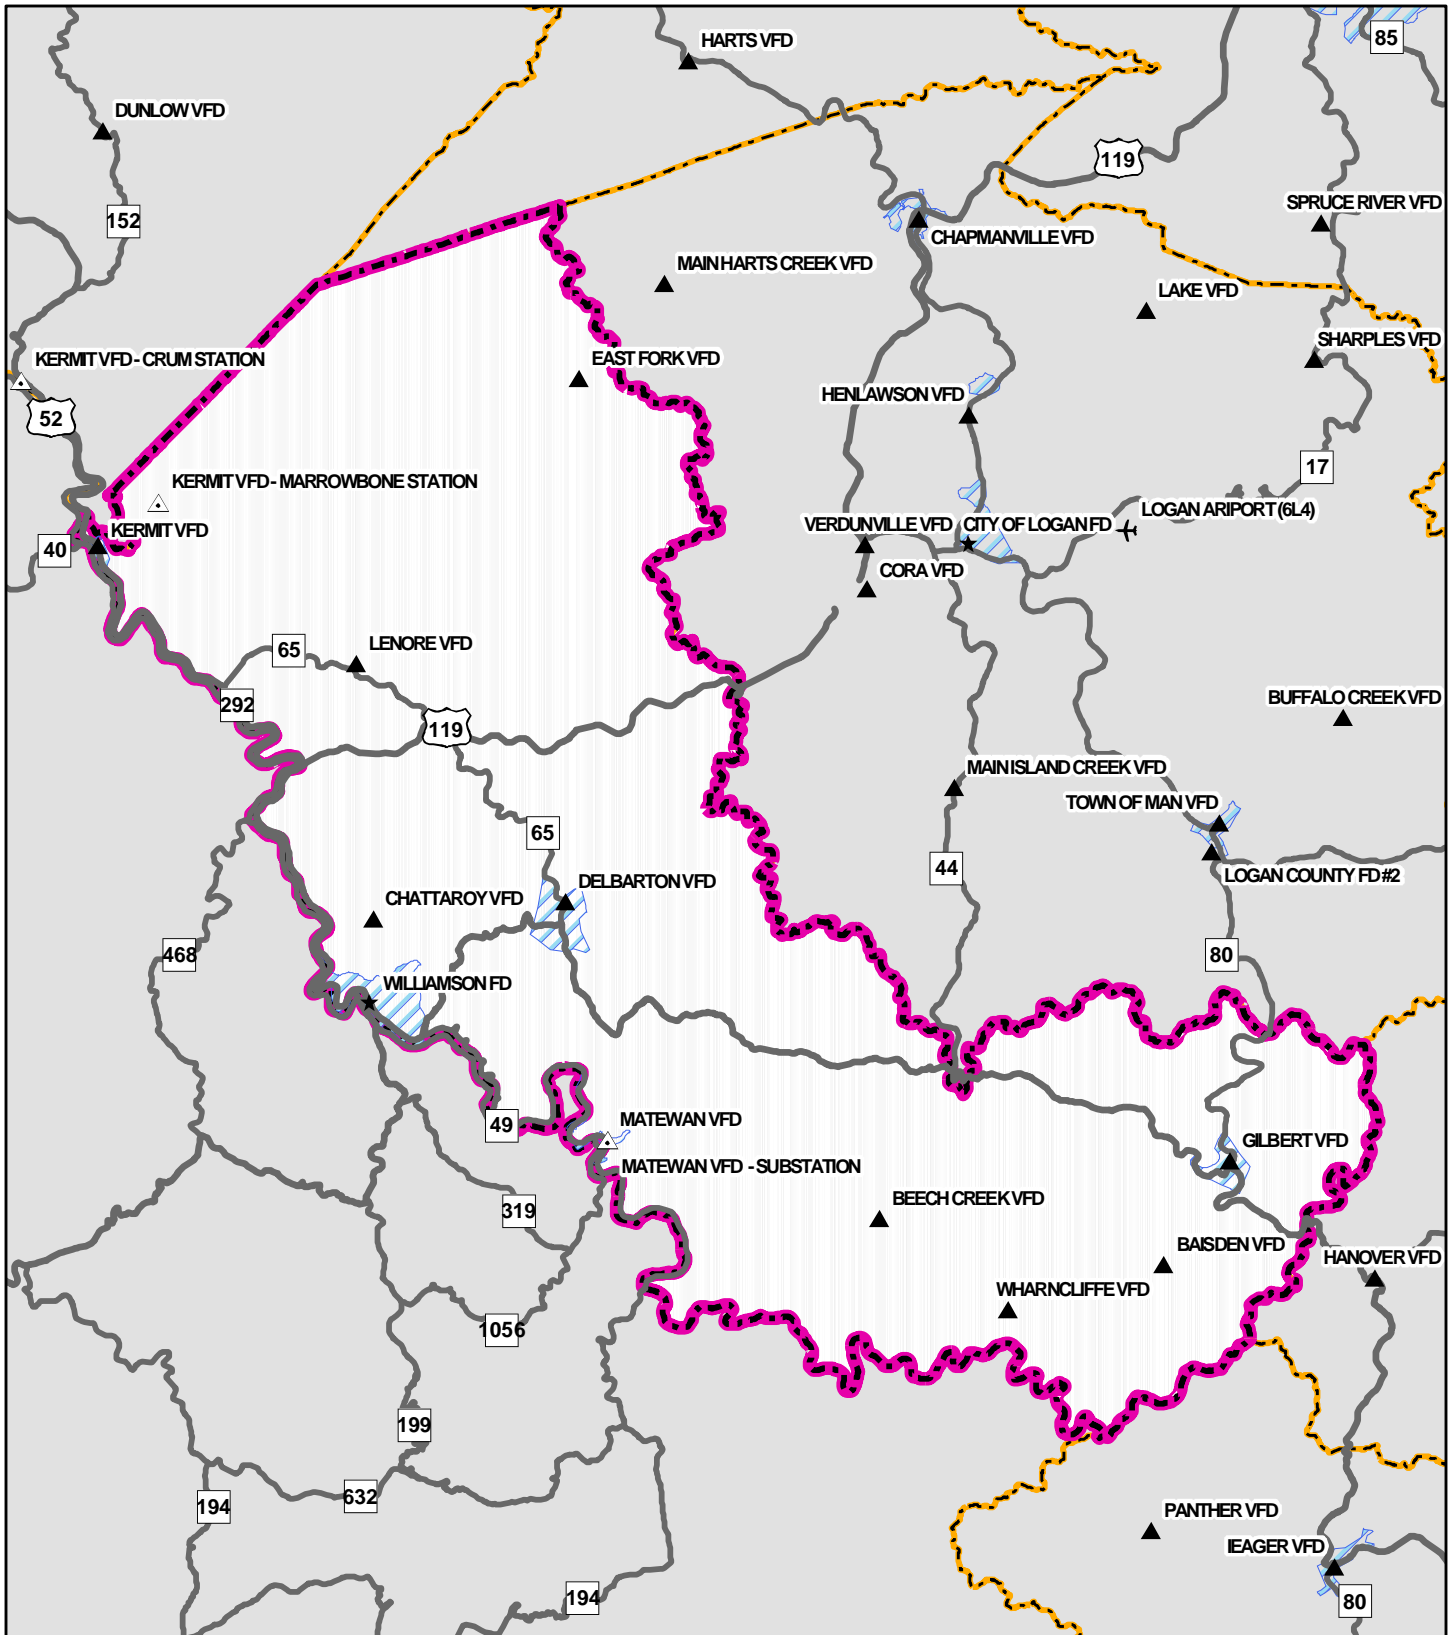 HARTS VFD
85
DUNLOW VFD
119
152
SPRUCE RIVER VFD
CHAPMANVILLE VFD
MAIN HARTS CREEK VFD
LAKE VFD
KERMIT VFD - CRUM STATION
EAST FORK VFD
SHARPLES VFD
52
HENLAWSON VFD
17
KERMIT VFD - MARROWBONE STATION
LOGAN ARIPORT (6L4)
KERMIT VFD
VERDUNVILLE VFD
CITY OF LOGAN FD
40
CORA VFD
65
LENORE VFD
292
BUFFALO CREEK VFD
119
MAIN ISLAND CREEK VFD
TOWN OF MAN VFD
65
44
LOGAN COUNTY FD #2
DELBARTON VFD
CHATTAROY VFD
468
80
WILLIAMSON FD
49
MATEWAN VFD
GILBERT VFD
MATEWAN VFD - SUBSTATION
BEECH CREEK VFD
319
BAISDEN VFD
HANOVER VFD
WHARNCLIFFE VFD
1056
199
632
194
PANTHER VFD
IEAGER VFD
194
80